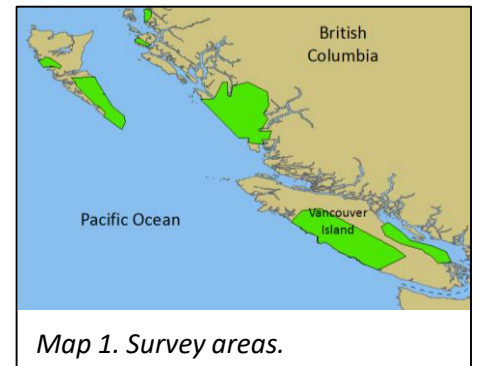 British
Columbia
Pacific Ocean
Vancouver
Island
Map 1. Survey areas.